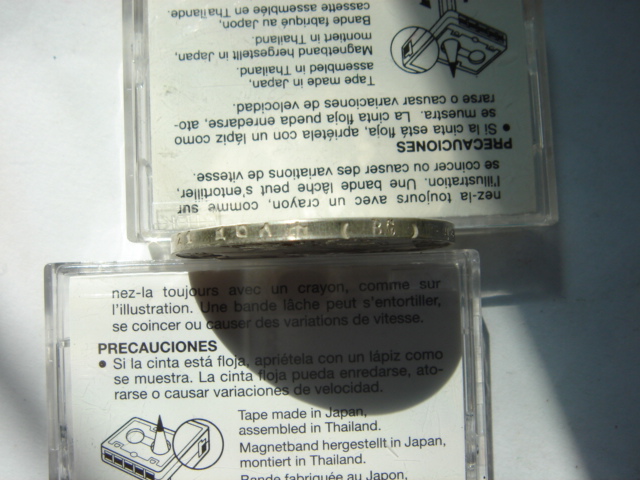 nez-la toujours avec un crayon, comme sur
l'illustration. Une bande lâche peut s'entortiller,
se coincer ou causer des variations de vitesse.
PRECAUCIONES
• Si la cinta está floja, apriétela con un lápiz como
se muestra. La cinta floja pueda enredarse, ato-
rarse o causar variaciones de velocidad.
Tape made in Japan,
assembled in Thailand.
Magnetband hergestellt in Japan,
montiert in Thailand.
Bande fabriqué au Japon,
cassette assemblée en Thaïlande.
nez-la toujours avec un crayon, comme sur
l'illustration. Une bande lâche peut s'entortiller,
se coincer ou causer des variations de vitesse.
PRECAUCIONES
• Si la cinta está floja, apriétela con un lápiz como
se muestra. La cinta floja pueda enredarse, ato-
rarse o causar variaciones de velocidad.
Tape made in Japan,
assembled in Thailand.
Magnetband hergestellt in Japan,
montiert in Thailand.
Bande fabriquée au Japon,